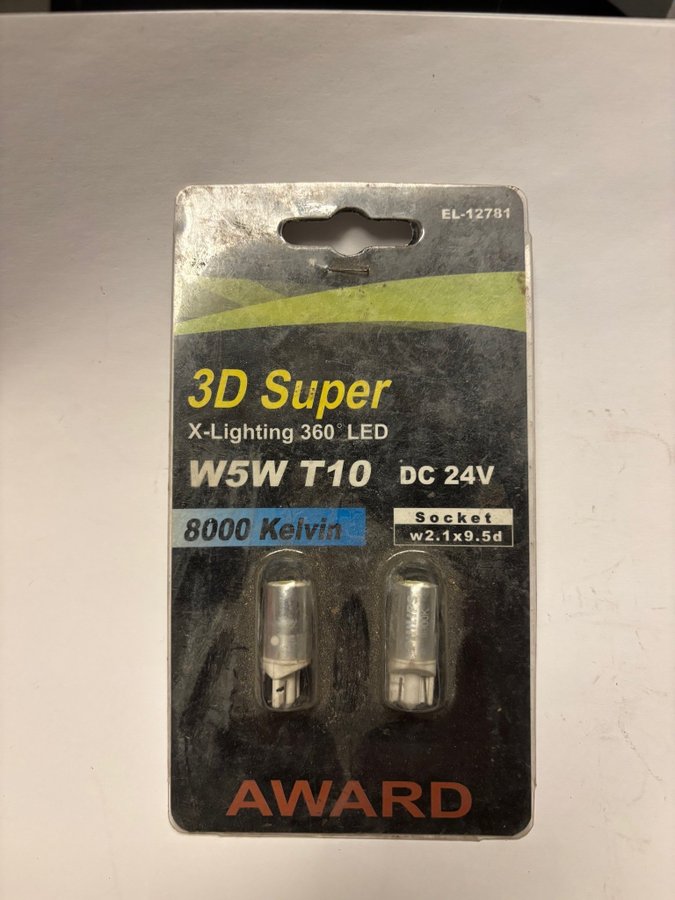 EL-12781
3D Super
X-Lighting 360° LED
W5W T10 DC 24V
8000 Kelvin
Socket
w2.1x9.5d
AWARD